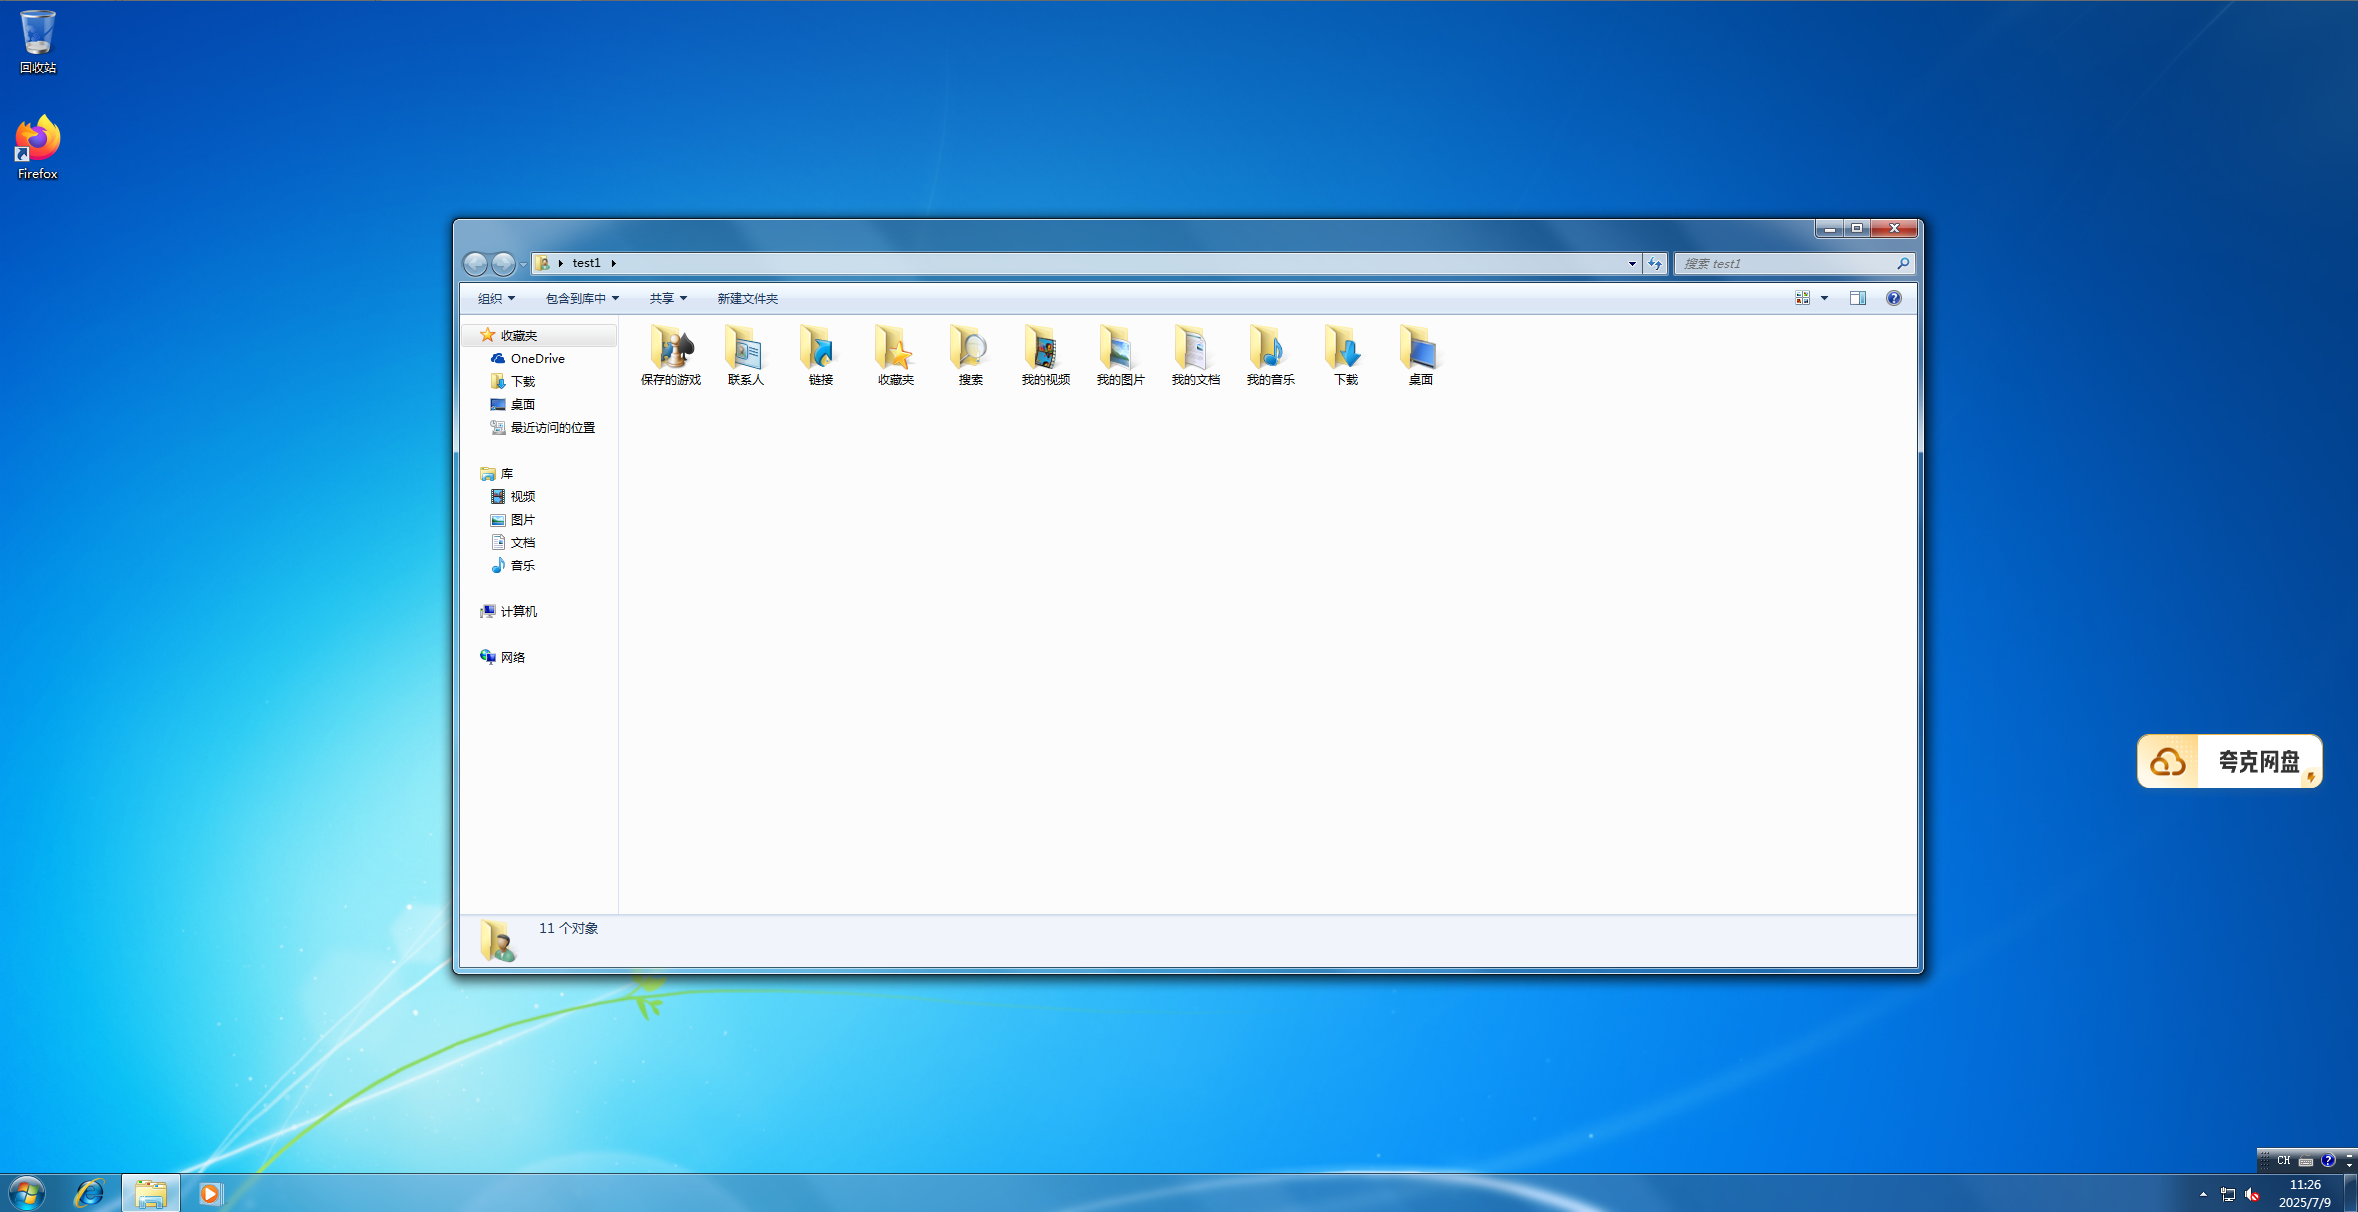 回收站
Firefox
test1
搜索 test1
组织
包含到库中
共享
新建文件夹
收藏夹
OneDrive
下载
桌面
最近访问的位置
库
视频
图片
文档
音乐
计算机
网络
保存的游戏
联系人
链接
收藏夹
搜索
我的视频
我的图片
我的文档
我的音乐
下载
桌面
11 个对象
夸克网盘
CH
11:26
2025/7/9